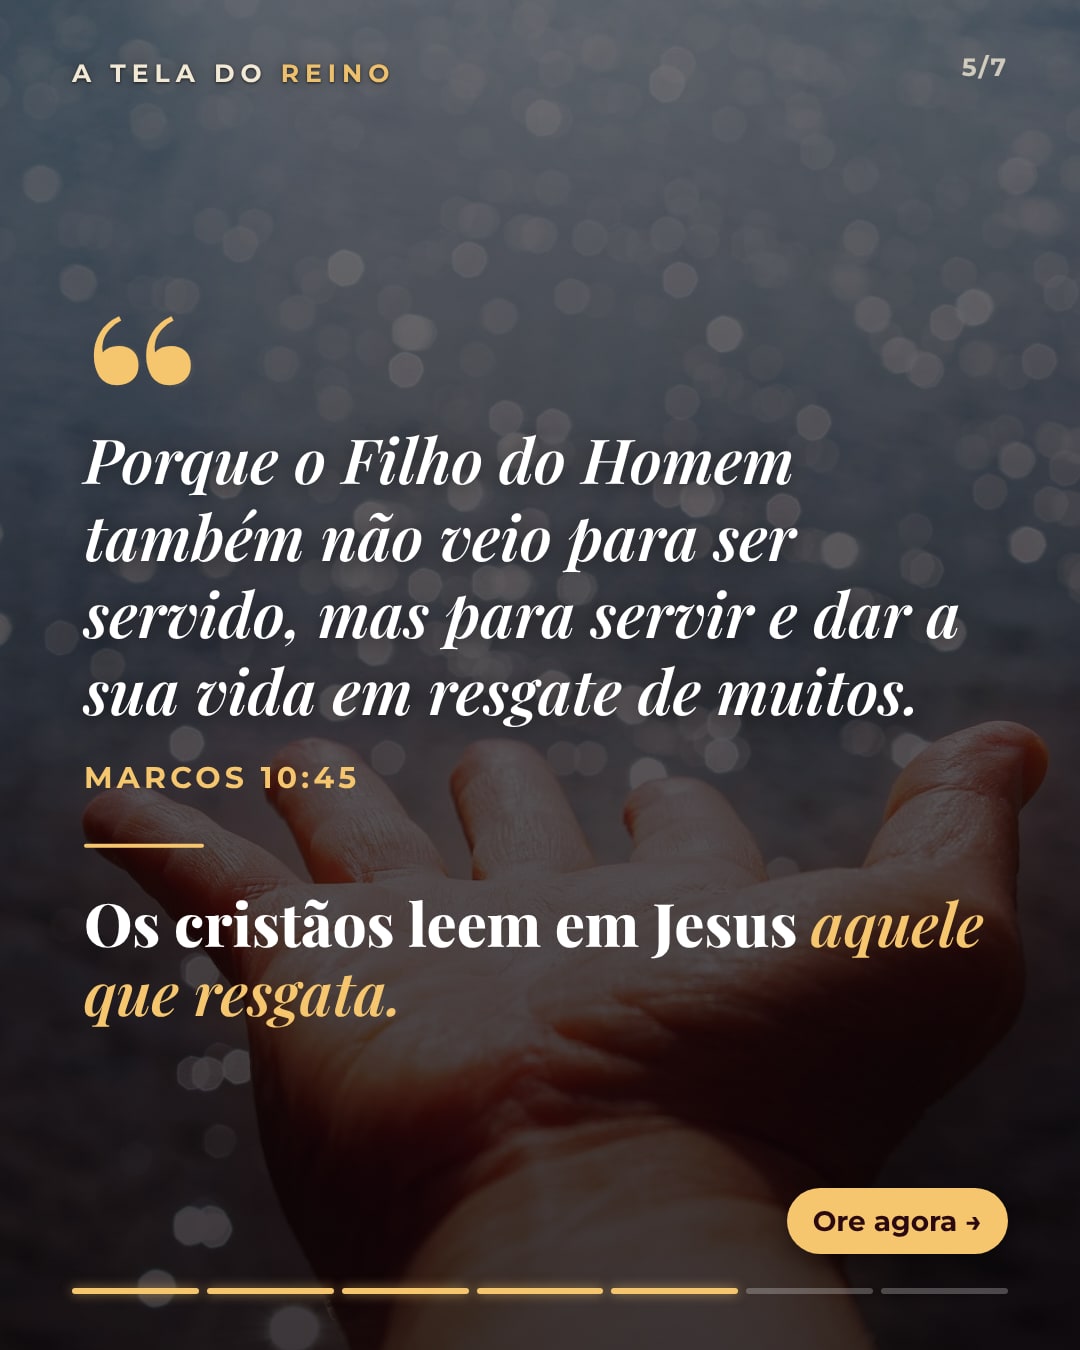 A TELA DO REINO
5/7
“
Porque o Filho do Homem
também não veio para ser
servido, mas para servir e dar a
sua vida em resgate de muitos.
MARCOS 10:45
Os cristãos leem em Jesus aquele
que resgata.
Ore agora →